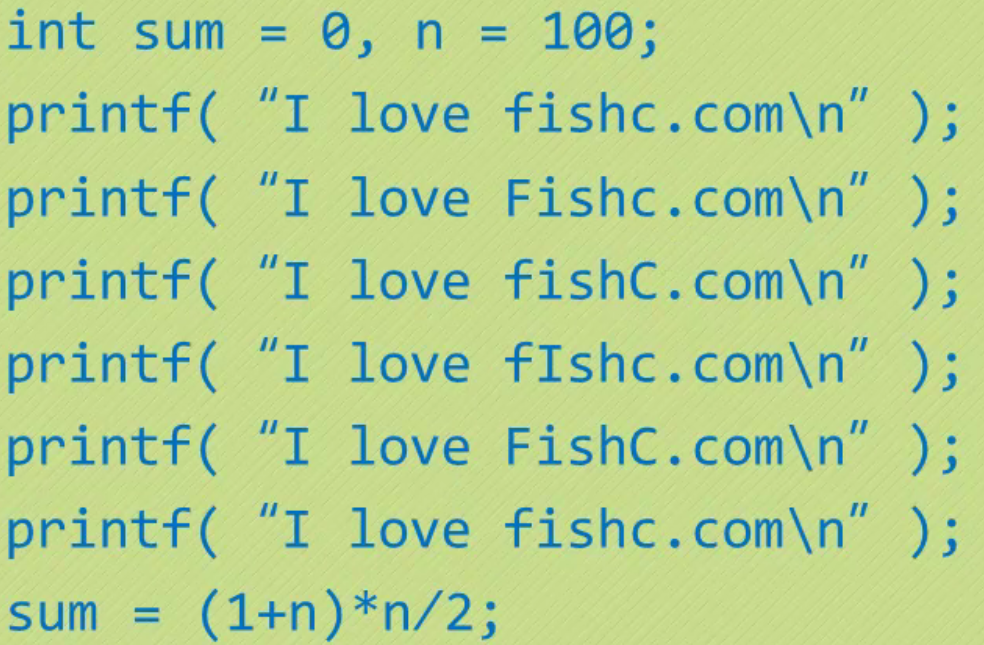 int sum = 0, n = 100;
printf( “I love fishc.com\n” );
printf( “I love Fishc.com\n” );
printf( “I love fishC.com\n” );
printf( “I love fIshc.com\n” );
printf( “I love FishC.com\n” );
printf( “I love fishc.com\n” );
sum = (1+n)*n/2;